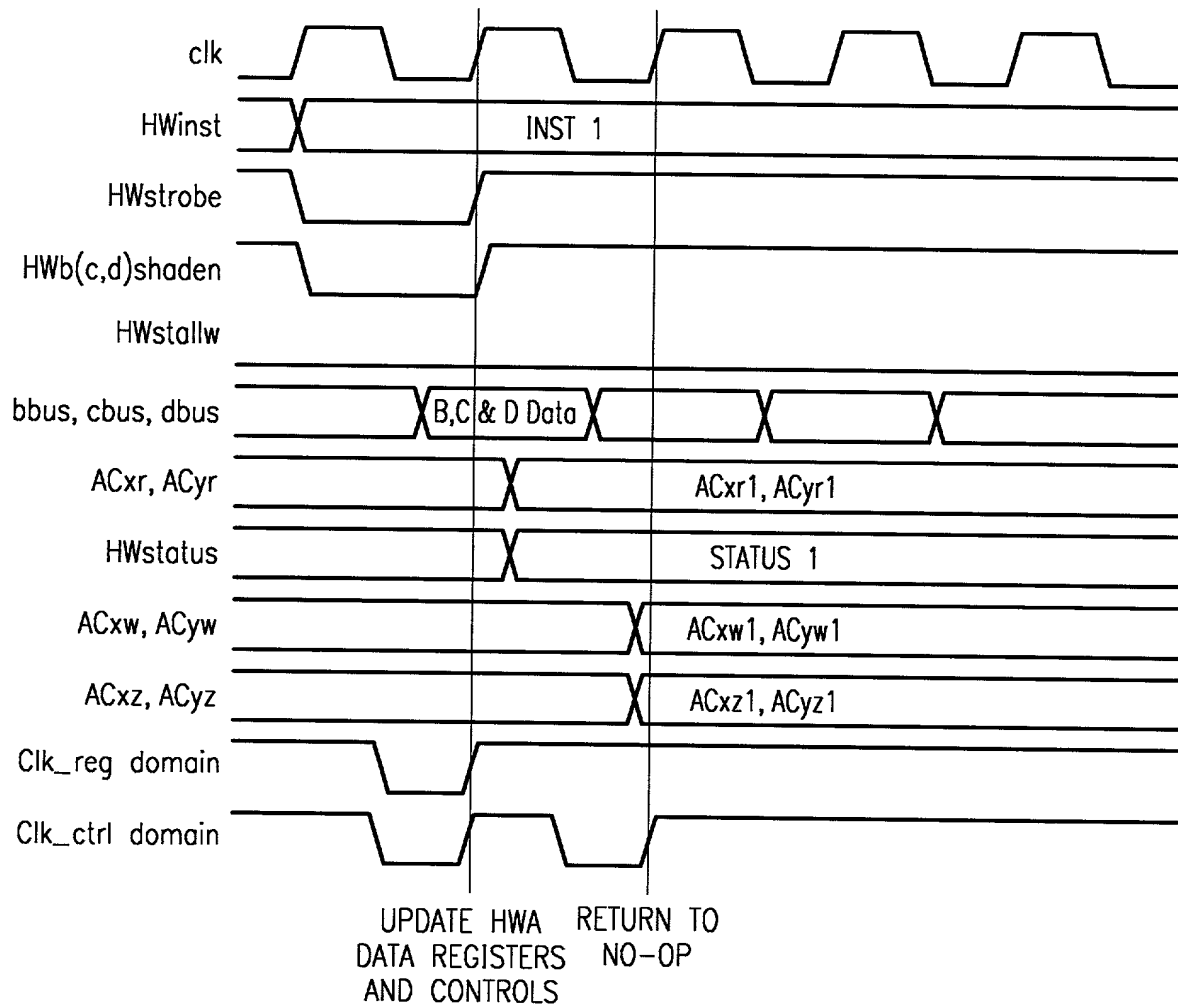 clk
HWinst
INST 1
HWstrobe
HWb(c,d)shaden
HWstallw
bbus, cbus, dbus
B,C & D Data
ACxr, ACyr
ACxr1, ACyr1
HWstatus
STATUS 1
ACxw, ACyw
ACxw1, ACyw1
ACxz, ACyz
ACxz1, ACyz1
Clk_reg domain
Clk_ctrl domain
UPDATE HWA
DATA REGISTERS
AND CONTROLS
RETURN TO
NO-OP